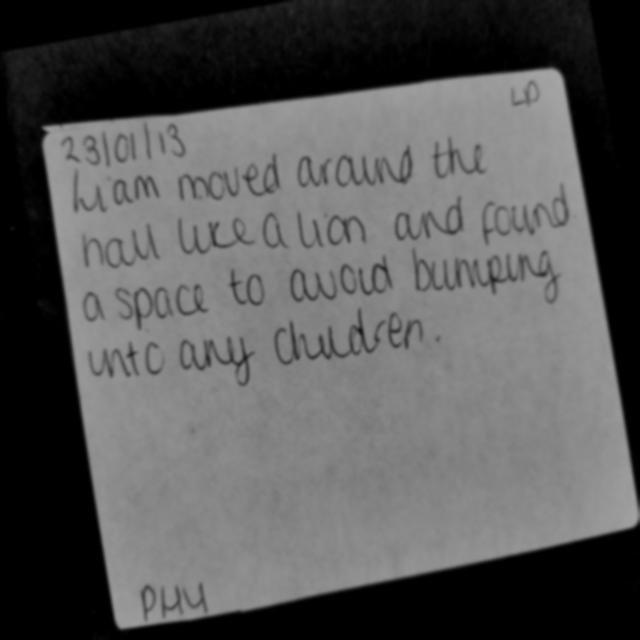 LD
23/01/13
Liam moved around the
hall like a lion and found
a space to avoid bumping
into any children.
PHY